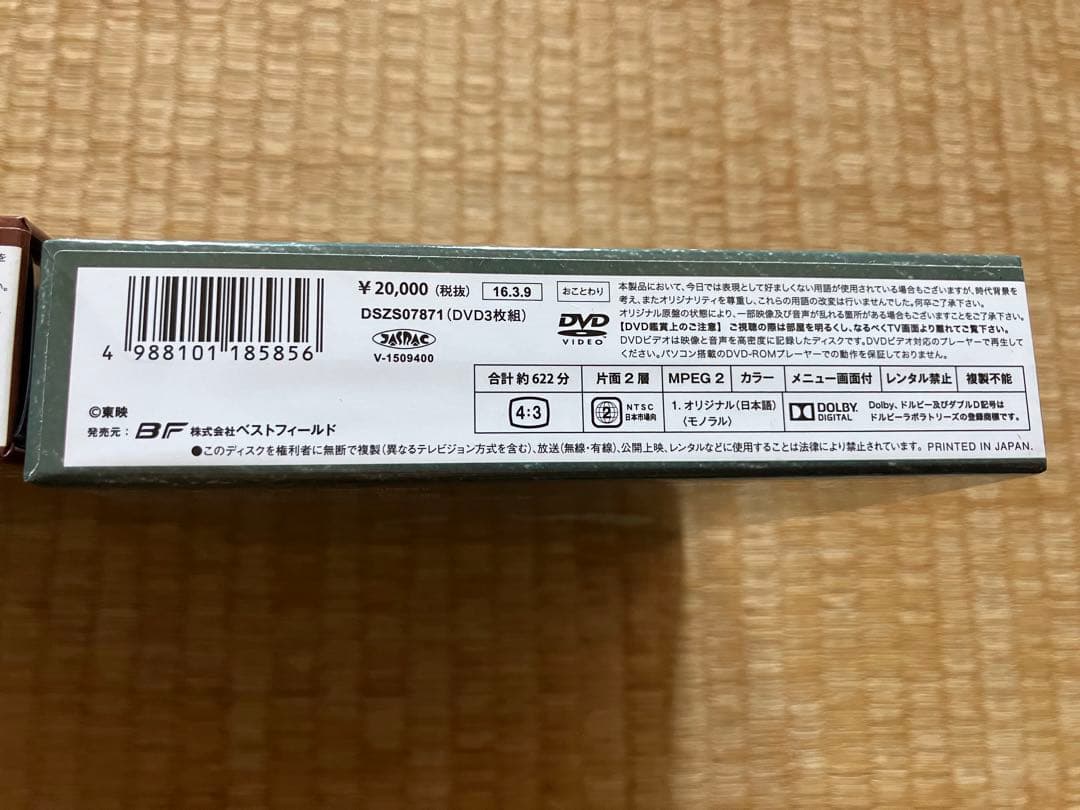 を
い。
4 988101 185856
¥20,000（税抜） 16.3.9
DSZS07871（DVD3枚組）
JASRAC
V-1509400
DVD
VIDEO
おことわり
本製品において、今日では表現として好ましくない用語が使用されている場合もございますが、時代背景を
考え、またオリジナリティを尊重し、これらの用語の改変は行いませんでした。何卒ご了承下さい。
オリジナル原盤の状態により、一部映像及び音声が乱れる箇所がある場合もございますことをご了承下さい。
【DVD鑑賞上のご注意】 ご視聴の際は部屋を明るくし、なるべくTV画面より離れてご覧下さい。
DVDビデオは映像と音声を高密度に記録したディスクです。DVDビデオ対応のプレーヤーで再生して
ください。パソコン搭載のDVD-ROMプレーヤーでの動作を保証しておりません。
合計 約 622 分 片面 2 層 MPEG 2 カラー メニュー画面付 レンタル禁止 複製不能
4:3 2 NTSC 日本市場向 1. オリジナル（日本語）（モノラル） DOLBY DIGITAL Dolby、ドルビー及びダブルD記号はドルビーラボラトリーズの登録商標です。
©東映
発売元： BF 株式会社ベストフィールド
●このディスクを権利者に無断で複製（異なるテレビジョン方式を含む）、放送（無線・有線）、公開上映、レンタルなどに使用することは法律により禁止されています。 PRINTED IN JAPAN.